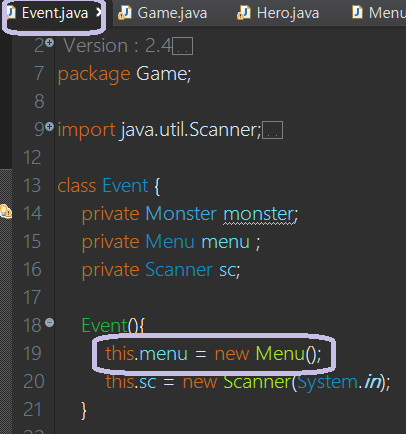 Event.java Game.java Hero.java Menu
2 Version : 2.4
7 package Game;
8
9 import java.util.Scanner;
12
13 class Event {
14 private Monster monster;
15 private Menu menu ;
16 private Scanner sc;
17
18 Event(){
19 this.menu = new Menu();
20 this.sc = new Scanner(System.in);
21 }